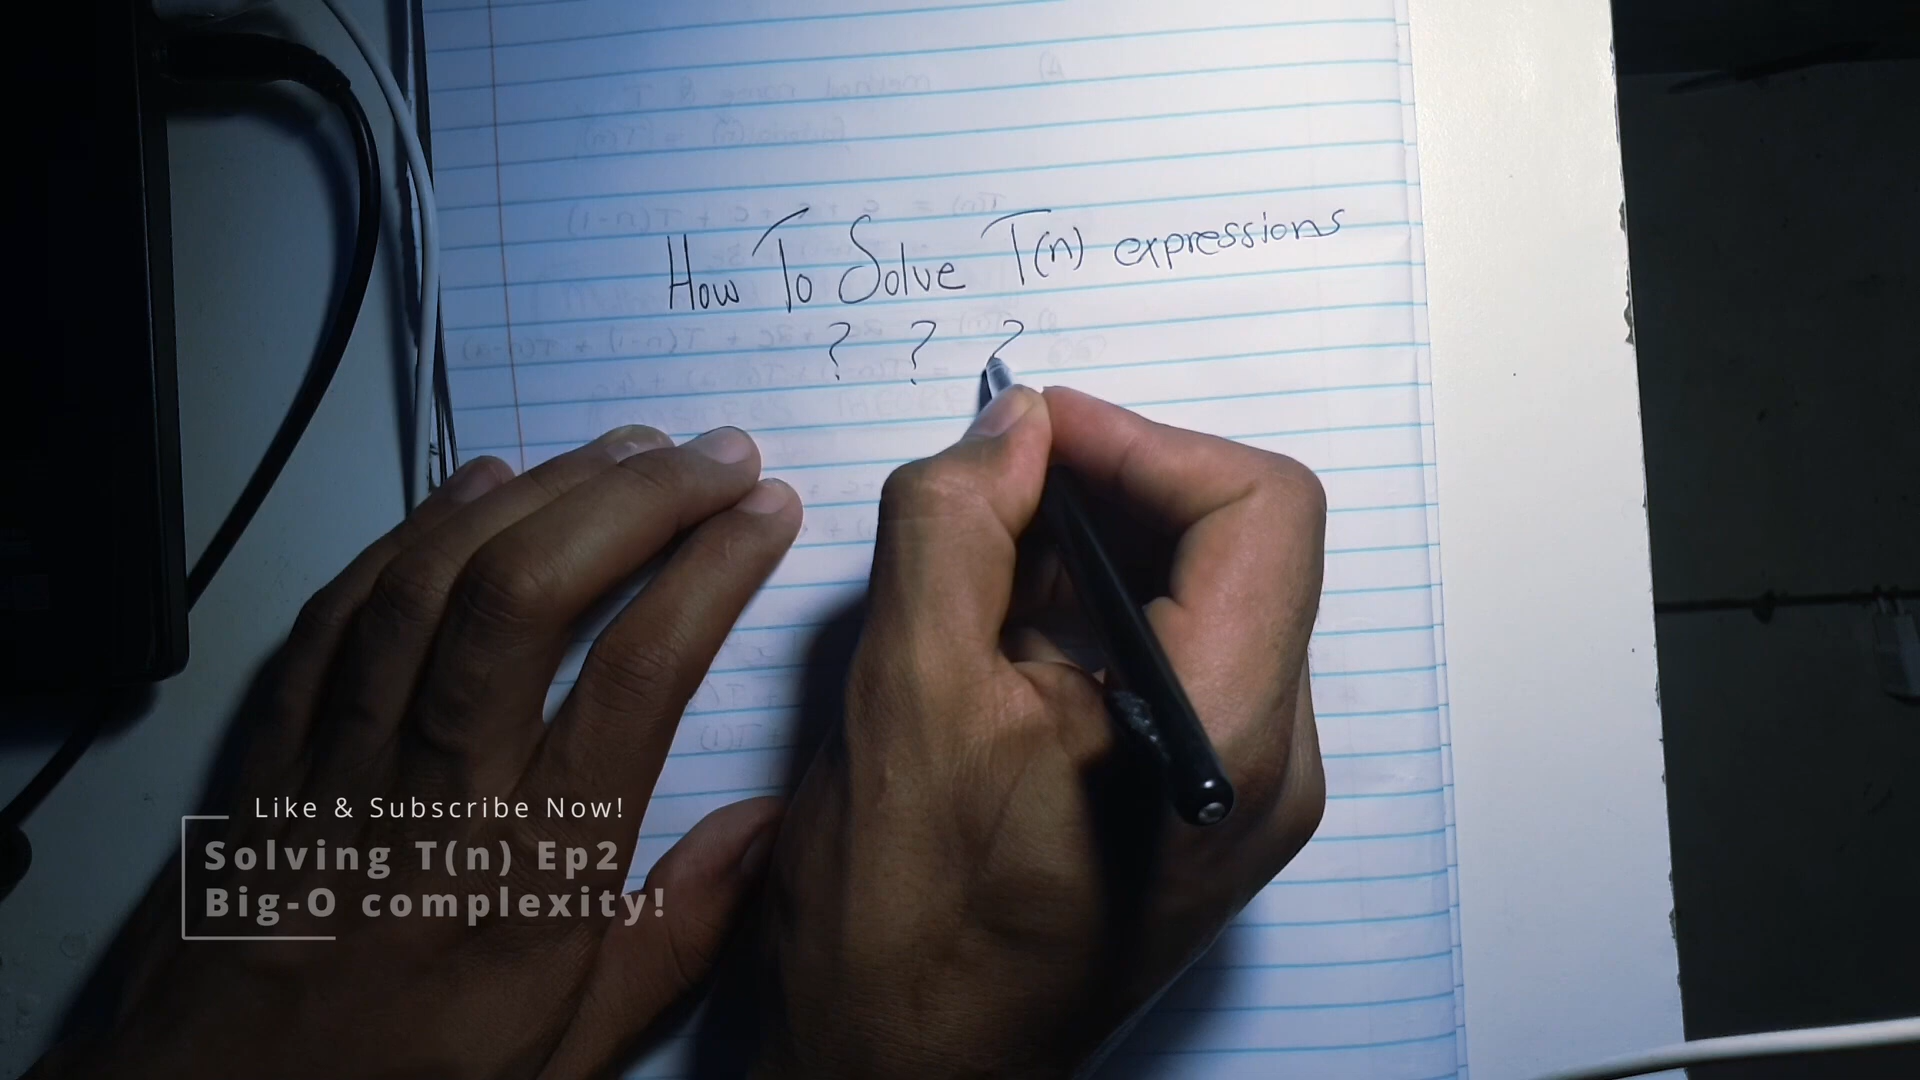 How To Solve T(n) expressions
? ? ?
Like & Subscribe Now!
Solving T(n) Ep2
Big-O complexity!